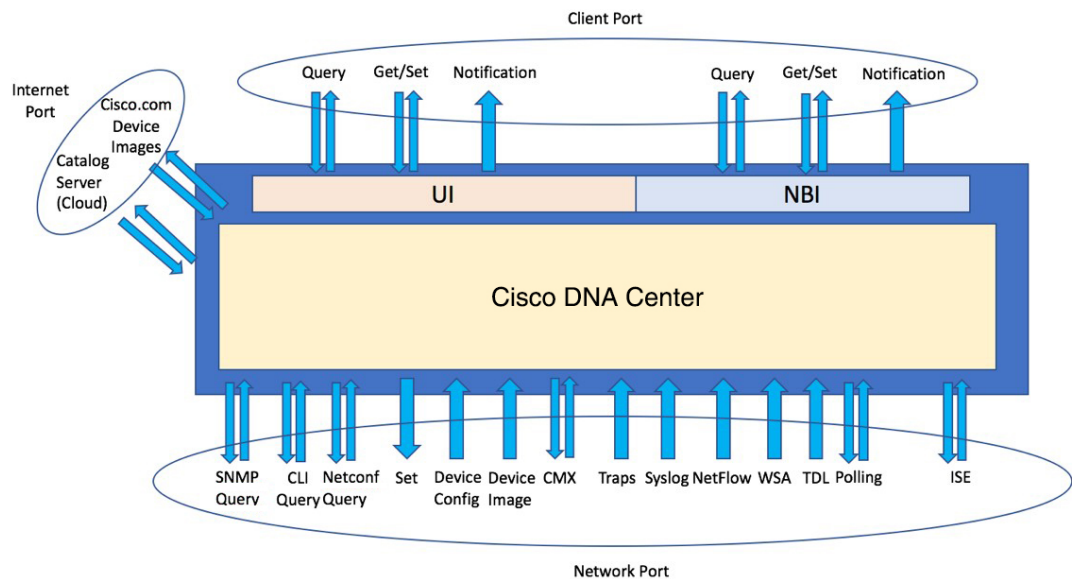 Client Port
Query
Get/Set
Notification
Query
Get/Set
Notification
Internet
Port
Cisco.com
Device
Images
Catalog
Server
(Cloud)
UI
NBI
Cisco DNA Center
SNMP
Query
CLI
Query
Netconf
Query
Set
Device
Config
Device
Image
CMX
Traps
Syslog
NetFlow
WSA
TDL
Polling
ISE
Network Port